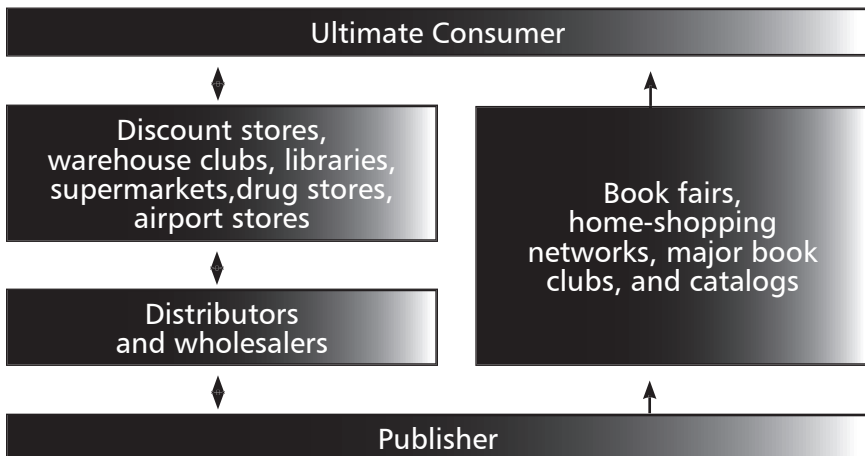 Ultimate Consumer
Discount stores,
warehouse clubs, libraries,
supermarkets,drug stores,
airport stores
Book fairs,
home-shopping
networks, major book
clubs, and catalogs
Distributors
and wholesalers
Publisher